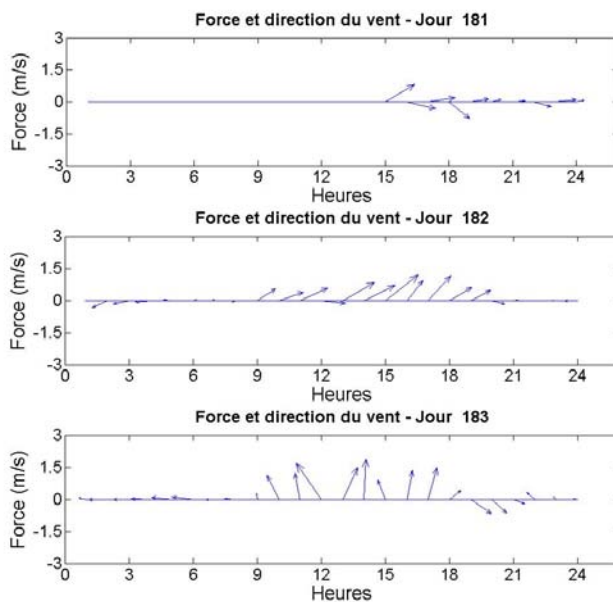 Force et direction du vent - Jour 181
3
1.5
0
-1.5
-3
Force (m/s)
0 3 6 9 12 15 18 21 24
Heures
Force et direction du vent - Jour 182
3
1.5
0
-1.5
-3
Force (m/s)
0 3 6 9 12 15 18 21 24
Heures
Force et direction du vent - Jour 183
3
1.5
0
-1.5
-3
Force (m/s)
0 3 6 9 12 15 18 21 24
Heures